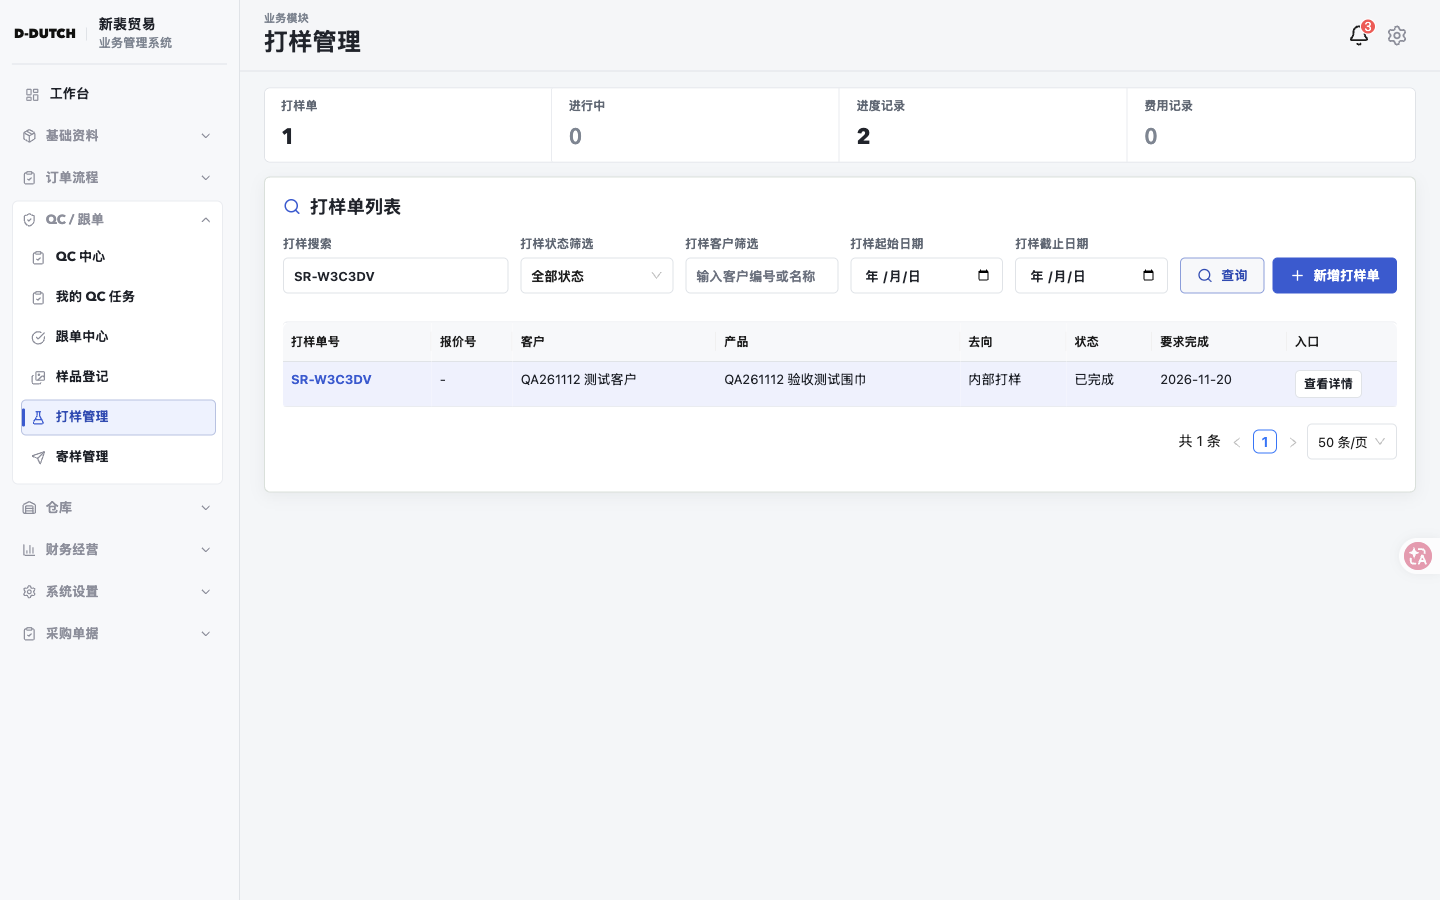 D-DUTCH
新裴贸易
业务管理系统
工作台
基础资料
订单流程
QC / 跟单
QC 中心
我的 QC 任务
跟单中心
样品登记
打样管理
寄样管理
仓库
财务经营
系统设置
采购单据
业务模块
打样管理
3
打样单
1
进行中
0
进度记录
2
费用记录
0
打样单列表
打样搜索 打样状态筛选 打样客户筛选 打样起始日期 打样截止日期
SR-W3C3DV 全部状态 输入客户编号或名称 年 /月/日 年 /月/日 查询 新增打样单
打样单号 报价号 客户 产品 去向 状态 要求完成 入口
SR-W3C3DV - QA261112 测试客户 QA261112 验收测试围巾 内部打样 已完成 2026-11-20 查看详情
共 1 条 1 50 条/页